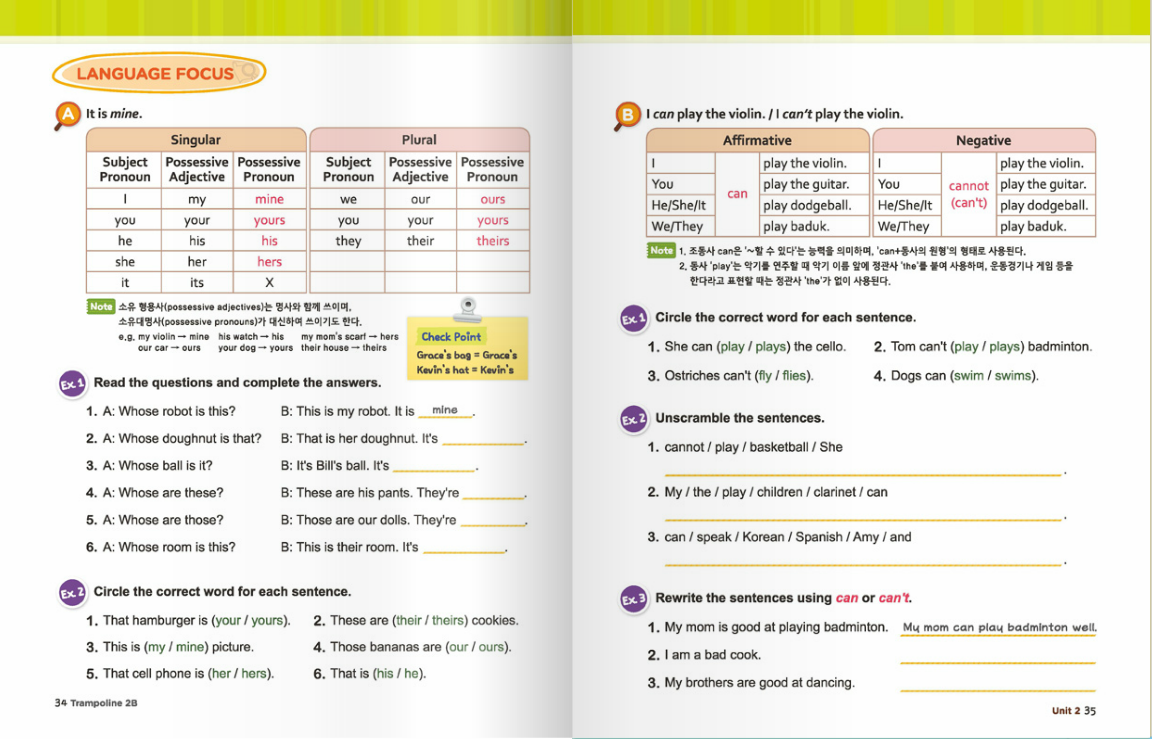 LANGUAGE FOCUS
A It is mine.
Singular Plural
Subject Pronoun Possessive Adjective Possessive Pronoun Subject Pronoun Possessive Adjective Possessive Pronoun
I my mine we our ours
you your yours you your yours
he his his they their theirs
she her hers
it its X
Note 소유 형용사(possessive adjectives)는 명사와 함께 쓰이며,
소유대명사(possessive pronouns)가 대신하여 쓰이기도 한다.
e.g. my violin → mine his watch → his my mom's scarf → hers
our car → ours your dog → yours their house → theirs
Check Point
Grace's bag = Grace's
Kevin's hat = Kevin's
Ex.1 Read the questions and complete the answers.
1. A: Whose robot is this? B: This is my robot. It is mine.
2. A: Whose doughnut is that? B: That is her doughnut. It's .
3. A: Whose ball is it? B: It's Bill's ball. It's .
4. A: Whose are these? B: These are his pants. They're .
5. A: Whose are those? B: Those are our dolls. They're .
6. A: Whose room is this? B: This is their room. It's .
Ex.2 Circle the correct word for each sentence.
1. That hamburger is (your / yours). 2. These are (their / theirs) cookies.
3. This is (my / mine) picture. 4. Those bananas are (our / ours).
5. That cell phone is (her / hers). 6. That is (his / he).
34 Trampoline 2B
B I can play the violin. / I can't play the violin.
Affirmative Negative
I can play the violin. I cannot (can't) play the violin.
You play the guitar. You play the guitar.
He/She/It play dodgeball. He/She/It play dodgeball.
We/They play baduk. We/They play baduk.
Note 1. 조동사 can은 '~할 수 있다'는 능력을 의미하며, 'can+동사의 원형'의 형태로 사용된다.
2. 동사 'play'는 악기를 연주할 때 악기 이름 앞에 정관사 'the'를 붙여 사용하며, 운동경기나 게임 등을
한다라고 표현할 때는 정관사 'the'가 없이 사용된다.
Ex.1 Circle the correct word for each sentence.
1. She can (play / plays) the cello. 2. Tom can't (play / plays) badminton.
3. Ostriches can't (fly / flies). 4. Dogs can (swim / swims).
Ex.2 Unscramble the sentences.
1. cannot / play / basketball / She
.
2. My / the / play / children / clarinet / can
.
3. can / speak / Korean / Spanish / Amy / and
.
Ex.3 Rewrite the sentences using can or can't.
1. My mom is good at playing badminton. My mom can play badminton well.
2. I am a bad cook.
3. My brothers are good at dancing.
Unit 2 35